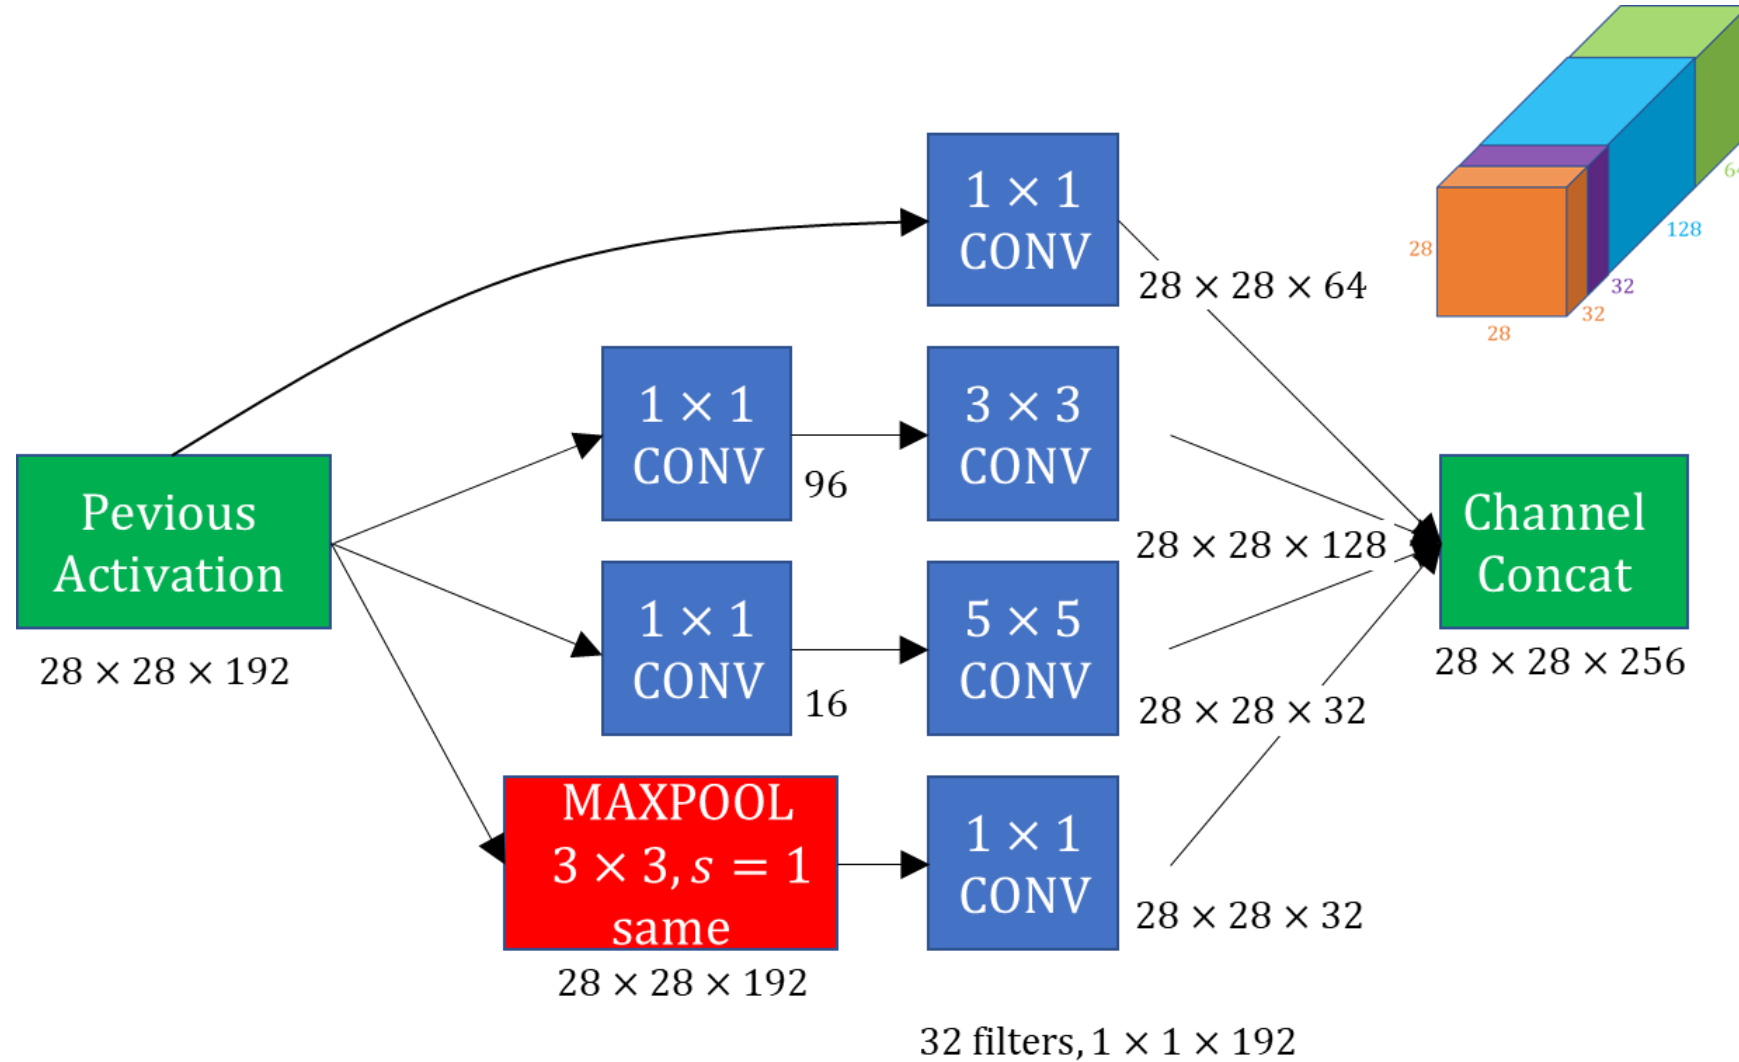 1 × 1
CONV
28 × 28 × 64
28
28
32
32
128
64
1 × 1
CONV
96
3 × 3
CONV
28 × 28 × 128
Pevious
Activation
28 × 28 × 192
1 × 1
CONV
16
5 × 5
CONV
28 × 28 × 32
Channel
Concat
28 × 28 × 256
MAXPOOL
3 × 3, s = 1
same
28 × 28 × 192
1 × 1
CONV
28 × 28 × 32
32 filters, 1 × 1 × 192